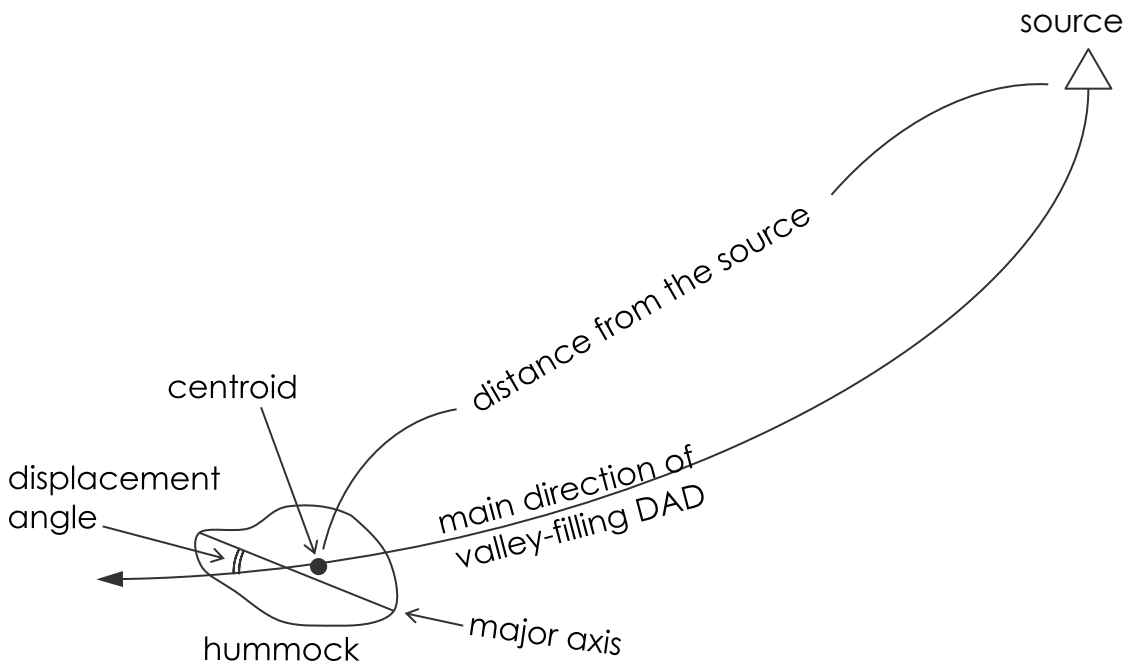 source
distance from the source
centroid
main direction of
valley-filling DAD
displacement
angle
major axis
hummock